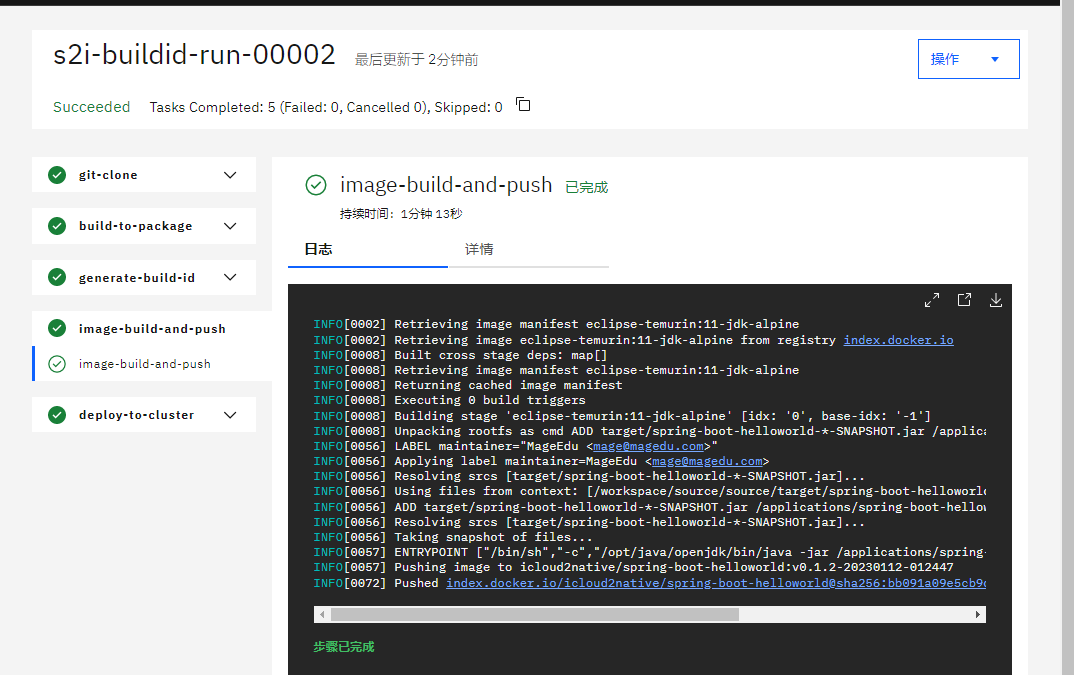 s2i-buildid-run-00002 最后更新于 2分钟前
操作
Succeeded Tasks Completed: 5 (Failed: 0, Cancelled 0), Skipped: 0
git-clone
build-to-package
generate-build-id
image-build-and-push
image-build-and-push
deploy-to-cluster
image-build-and-push 已完成
持续时间: 1分钟 13秒
日志 详情
INFO[0002] Retrieving image manifest eclipse-temurin:11-jdk-alpine
INFO[0002] Retrieving image eclipse-temurin:11-jdk-alpine from registry index.docker.io
INFO[0008] Built cross stage deps: map[]
INFO[0008] Retrieving image manifest eclipse-temurin:11-jdk-alpine
INFO[0008] Returning cached image manifest
INFO[0008] Executing 0 build triggers
INFO[0008] Building stage 'eclipse-temurin:11-jdk-alpine' [idx: '0', base-idx: '-1']
INFO[0008] Unpacking rootfs as cmd ADD target/spring-boot-helloworld-*-SNAPSHOT.jar /applica
INFO[0056] LABEL maintainer="MageEdu <mage@magedu.com>"
INFO[0056] Applying label maintainer=MageEdu <mage@magedu.com>
INFO[0056] Resolving srcs [target/spring-boot-helloworld-*-SNAPSHOT.jar]...
INFO[0056] Using files from context: [/workspace/source/source/target/spring-boot-helloworld
INFO[0056] ADD target/spring-boot-helloworld-*-SNAPSHOT.jar /applications/spring-boot-hellow
INFO[0056] Resolving srcs [target/spring-boot-helloworld-*-SNAPSHOT.jar]...
INFO[0056] Taking snapshot of files...
INFO[0057] ENTRYPOINT ["/bin/sh","-c","/opt/java/openjdk/bin/java -jar /applications/spring-
INFO[0057] Pushing image to icloud2native/spring-boot-helloworld:v0.1.2-20230112-012447
INFO[0072] Pushed index.docker.io/icloud2native/spring-boot-helloworld@sha256:bb091a09e5cb9c
步骤已完成